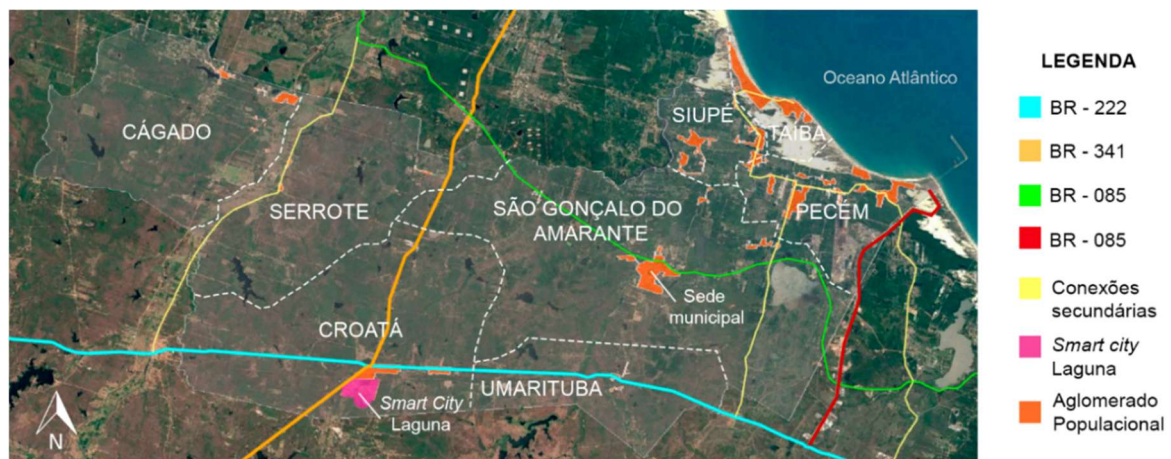 Oceano Atlântico
SIUPÉ
TAÍBA
CÁGADO
SERROTE
SÃO GONÇALO DO
AMARANTE
PECÉM
Sede
municipal
CROATÁ
UMARITUBA
Smart City
Laguna
N
LEGENDA
BR - 222
BR - 341
BR - 085
BR - 085
Conexões
secundárias
Smart city
Laguna
Aglomerado
Populacional